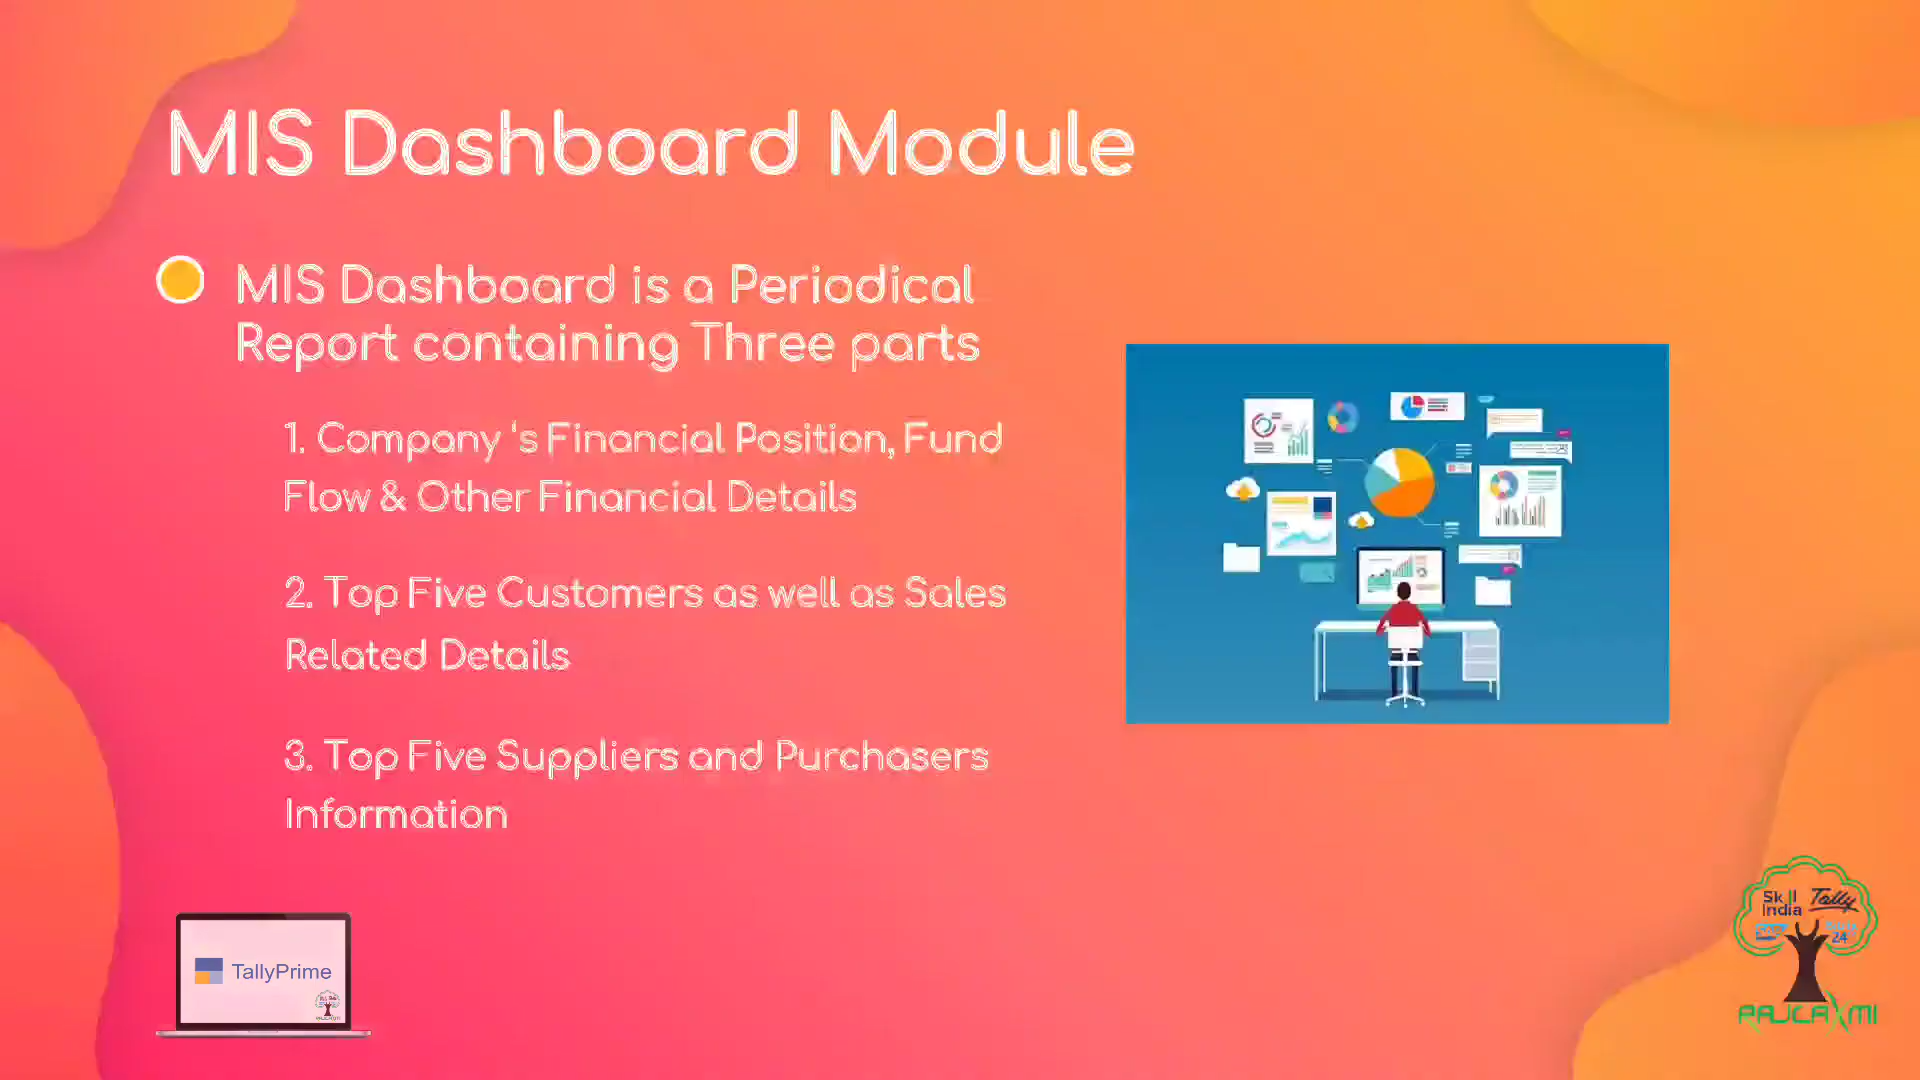 MIS Dashboard Module
MIS Dashboard is a Periodical
Report containing Three parts
1. Company ‘s Financial Position, Fund
Flow & Other Financial Details
2. Top Five Customers as well as Sales
Related Details
3. Top Five Suppliers and Purchasers
Information
TallyPrime
Skill Tally
India
24
RAJLAXMI